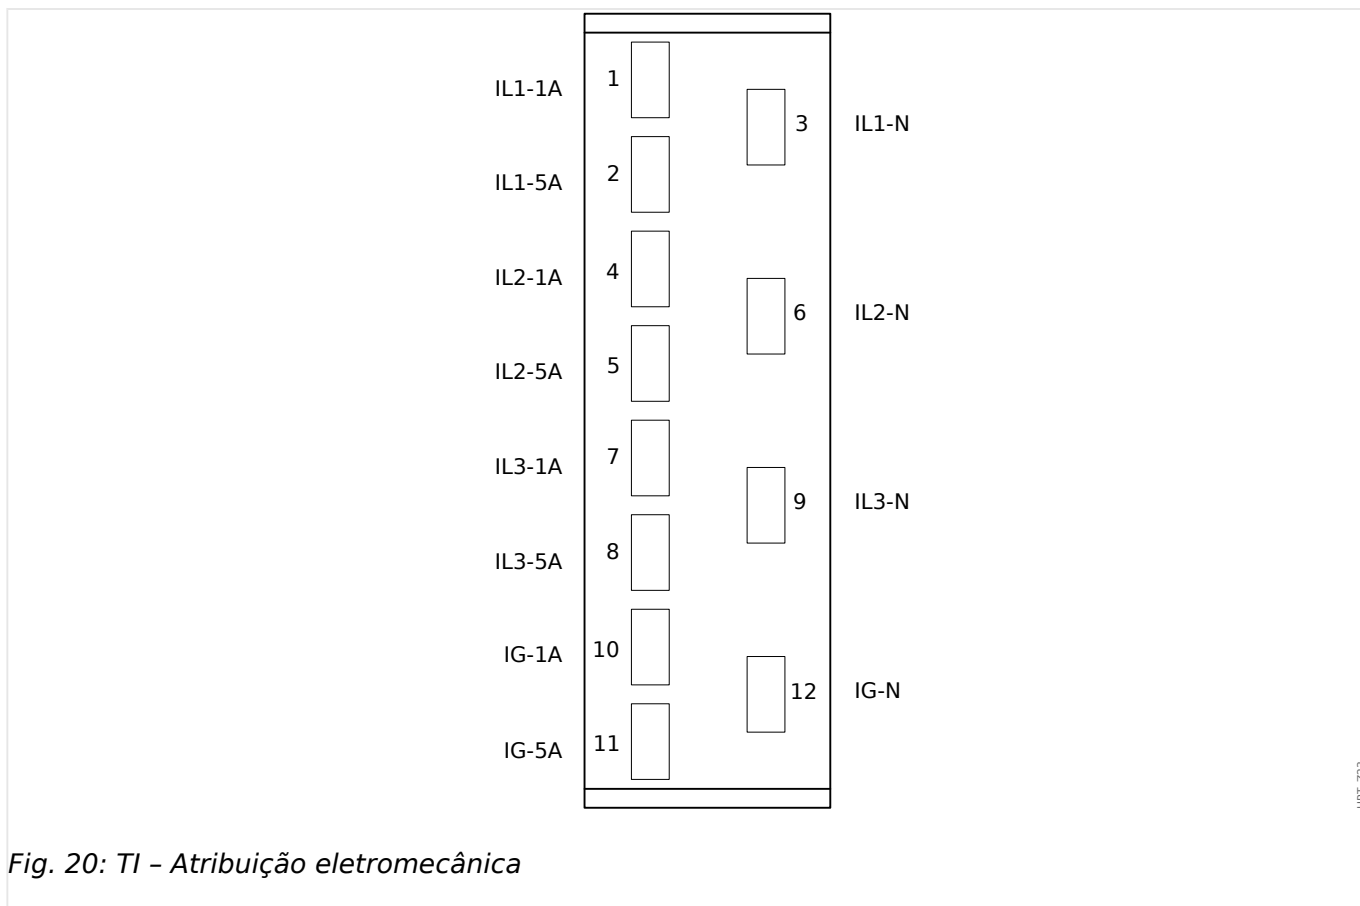 IL1-1A 1
3 IL1-N
IL1-5A 2
IL2-1A 4
6 IL2-N
IL2-5A 5
IL3-1A 7
9 IL3-N
IL3-5A 8
IG-1A 10
12 IG-N
IG-5A 11
Fig. 20: TI – Atribuição eletromecânica